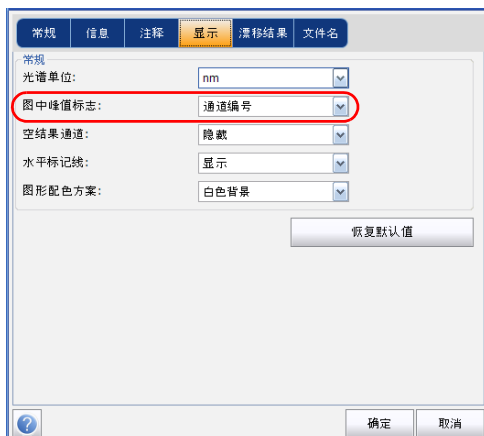 常规 信息 注释 显示 漂移结果 文件名
常规
光谱单位: nm
图中峰值标志: 通道编号
空结果通道: 隐藏
水平标记线: 显示
图形配色方案: 白色背景
恢复默认值
? 确定 取消